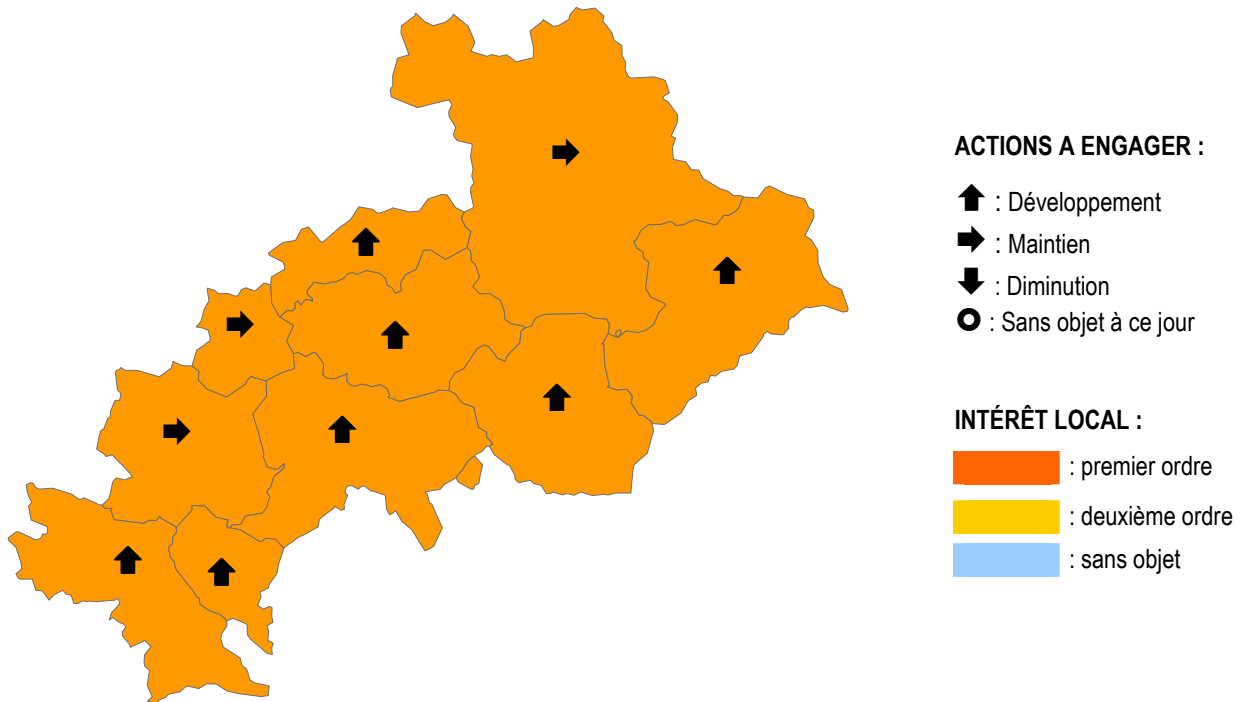 ACTIONS A ENGAGER :
: Développement
: Maintien
: Diminution
: Sans objet à ce jour
INTÉRÊT LOCAL :
: premier ordre
: deuxième ordre
: sans objet